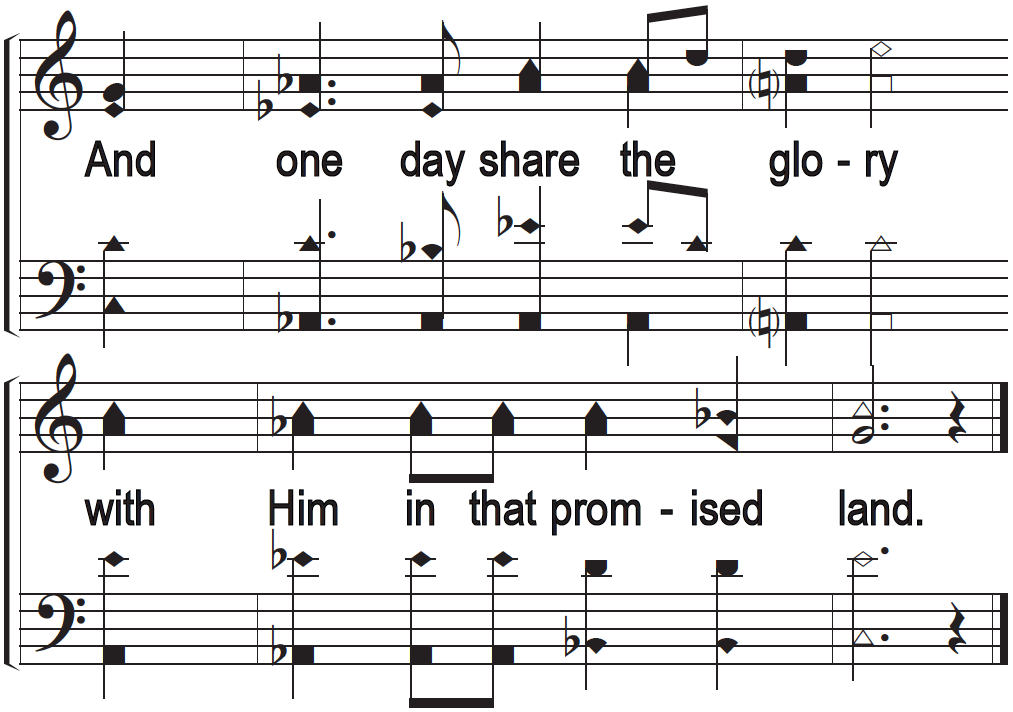 And one day share the glo - ry
with Him in that prom - ised land.